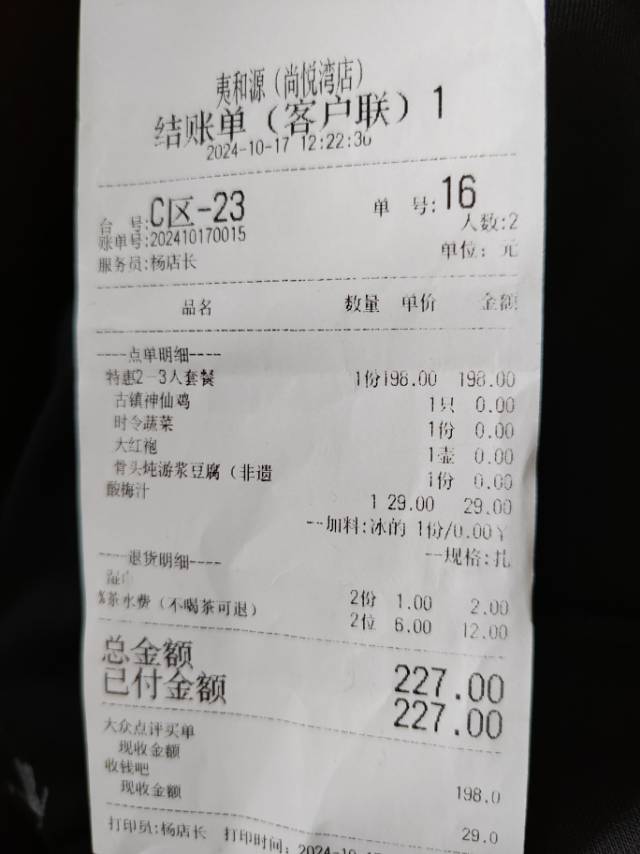 夷和源（尚悦湾店）
结账单（客户联）1
2024-10-17 12:22:36
台 号:C区-23 单 号:16
账单号:202410170015 人数:2
服务员:杨店长 单位: 元
品名 数量 单价 金额
----点单明细----
特惠2-3人套餐 1份198.00 198.00
古镇神仙鸡 1只 0.00
时令蔬菜 1份 0.00
大红袍 1壶 0.00
骨头炖游浆豆腐（非遗 1份 0.00
酸梅汁 1 29.00 29.00
--加料:冰的 1份/0.00￥
--规格:扎
----退货明细----
湿巾 2份 1.00 2.00
%茶水费（不喝茶可退） 2位 6.00 12.00
总金额 227.00
已付金额 227.00
大众点评买单
现收金额 198.0
收钱吧
现收金额 29.0
打印员:杨店长 打印时间: 2024-10-17